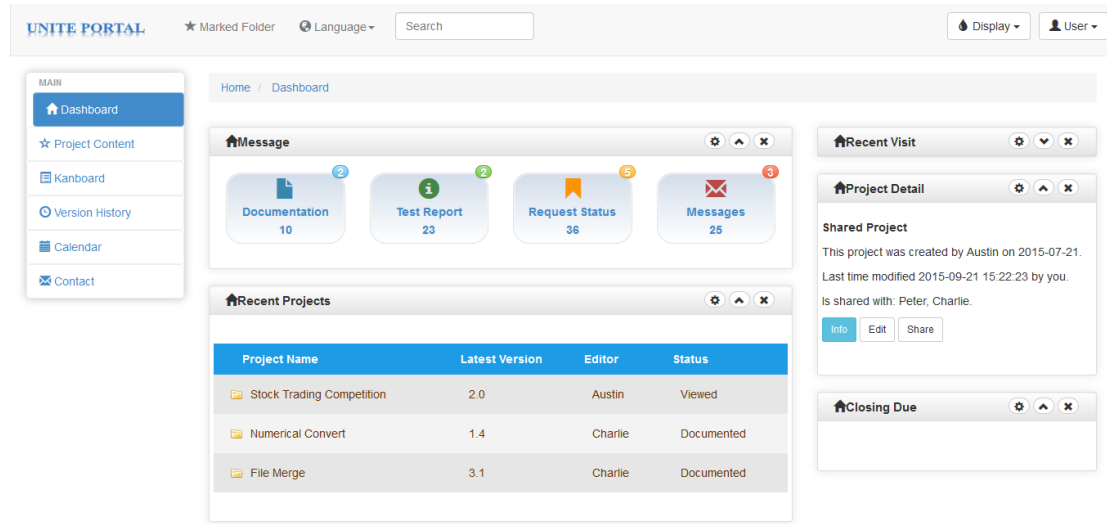 UNITE PORTAL
Marked Folder
Language
Search
Display
User
MAIN
Dashboard
Project Content
Kanboard
Version History
Calendar
Contact
Home / Dashboard
Message
2
Documentation
10
2
Test Report
23
5
Request Status
36
3
Messages
25
Recent Projects
Project Name Latest Version Editor Status
Stock Trading Competition 2.0 Austin Viewed
Numerical Convert 1.4 Charlie Documented
File Merge 3.1 Charlie Documented
Recent Visit
Project Detail
Shared Project
This project was created by Austin on 2015-07-21.
Last time modified 2015-09-21 15:22:23 by you.
Is shared with: Peter, Charlie.
Info Edit Share
Closing Due